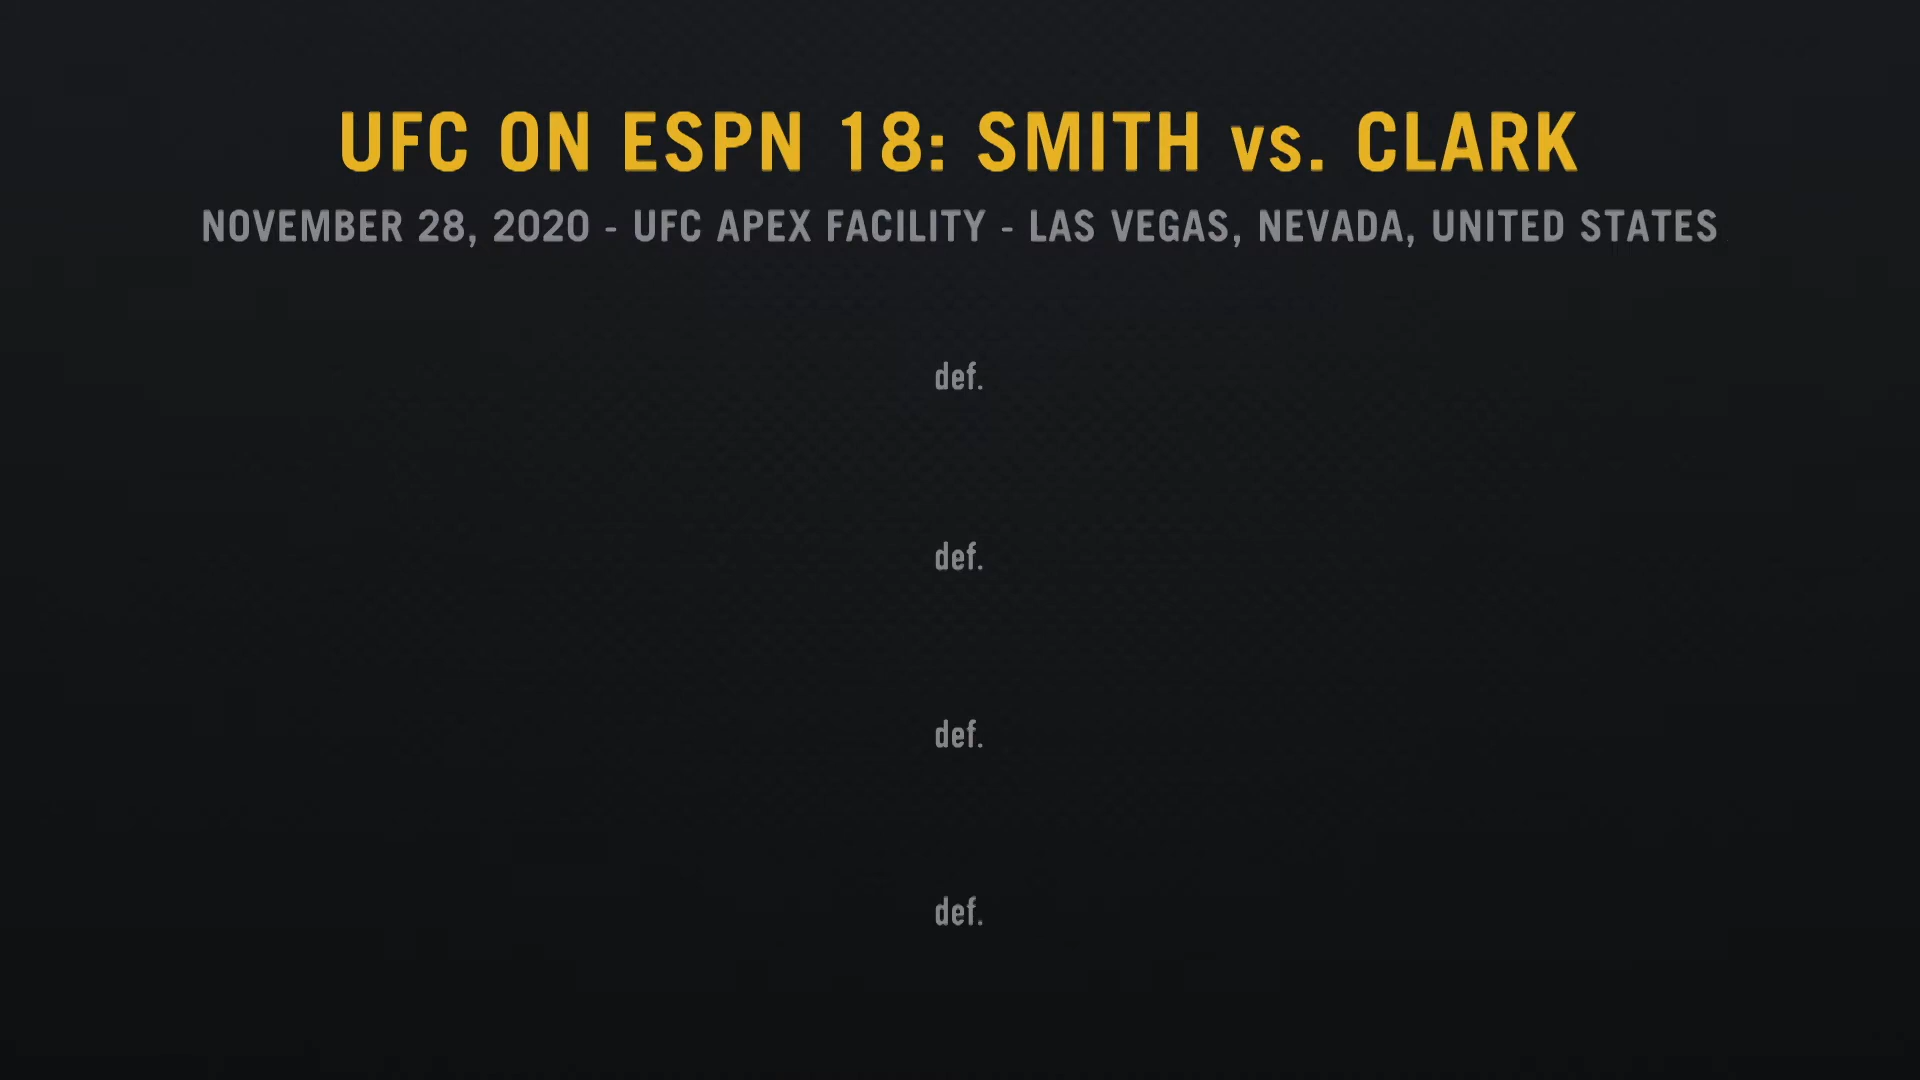 UFC ON ESPN 18: SMITH vs. CLARK
NOVEMBER 28, 2020 - UFC APEX FACILITY - LAS VEGAS, NEVADA, UNITED STATES
def.
def.
def.
def.